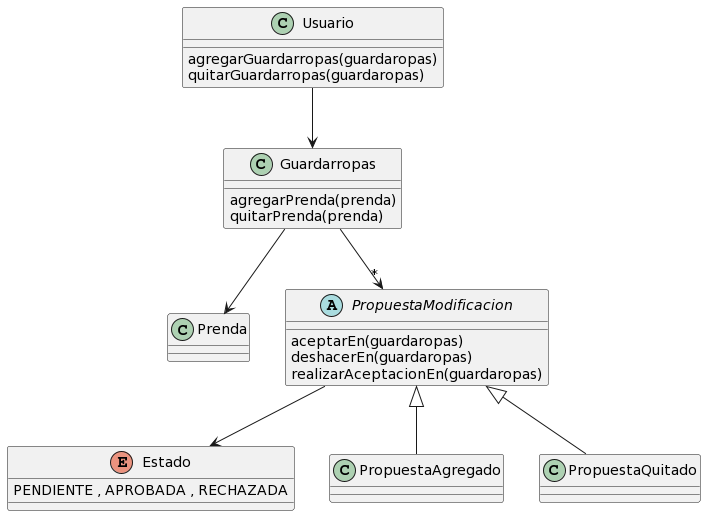 C Usuario
agregarGuardarropas(guardaropas)
quitarGuardarropas(guardaropas)
C Guardarropas
agregarPrenda(prenda)
quitarPrenda(prenda)
*
A PropuestaModificacion
C Prenda
aceptarEn(guardaropas)
deshacerEn(guardaropas)
realizarAceptacionEn(guardaropas)
E Estado
PENDIENTE , APROBADA , RECHAZADA
C PropuestaAgregado
C PropuestaQuitado